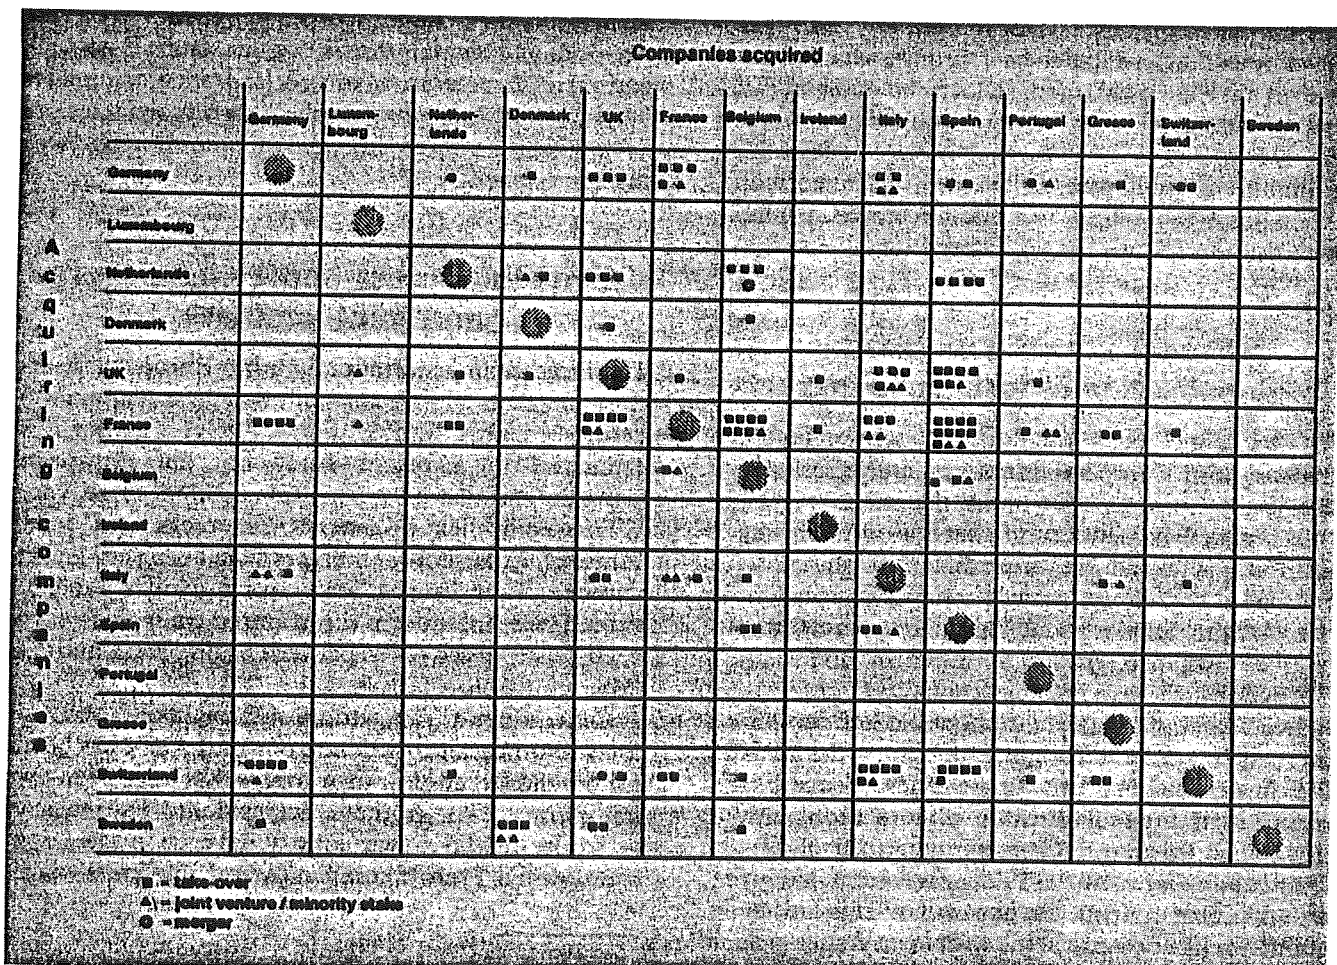 Companies acquired
Germany
Luxem-
bourg
Nether-
lands
Denmark
UK
France
Belgium
Ireland
Italy
Spain
Portugal
Greece
Switzer-
land
Sweden
Acquiring companies
Germany
Luxembourg
Netherlands
Denmark
UK
France
Belgium
Ireland
Italy
Spain
Portugal
Greece
Switzerland
Sweden
■ = take-over
▲ = joint venture / minority stake
● = merger